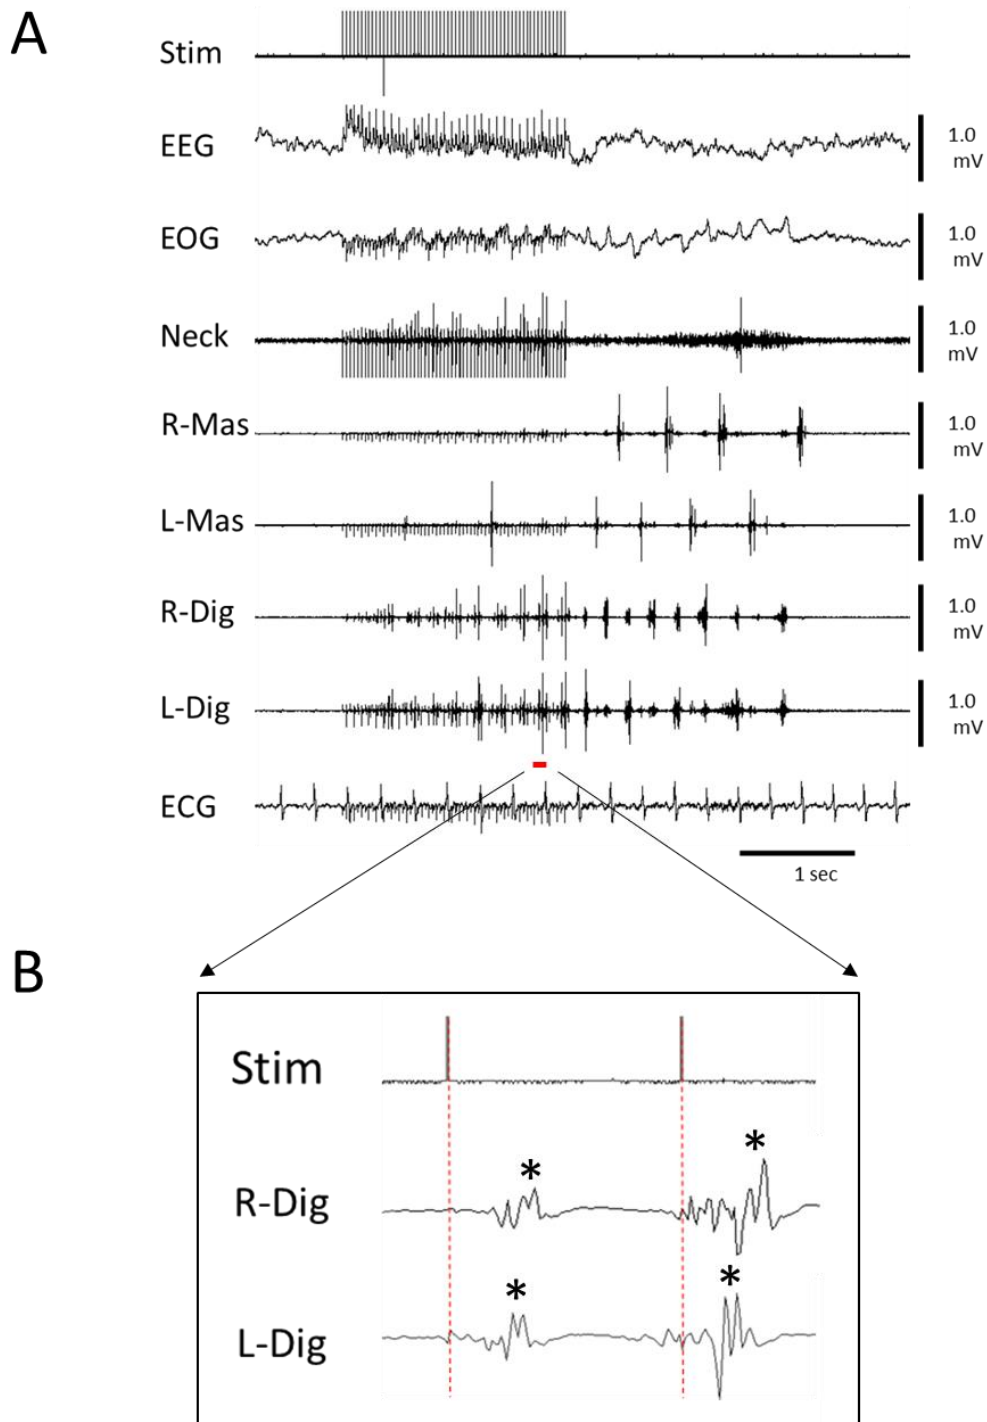 A
Stim
EEG
1.0
mV
EOG
1.0
mV
Neck
1.0
mV
R-Mas
1.0
mV
L-Mas
1.0
mV
R-Dig
1.0
mV
L-Dig
1.0
mV
ECG
1 sec
B
Stim
*
*
R-Dig
*
*
L-Dig